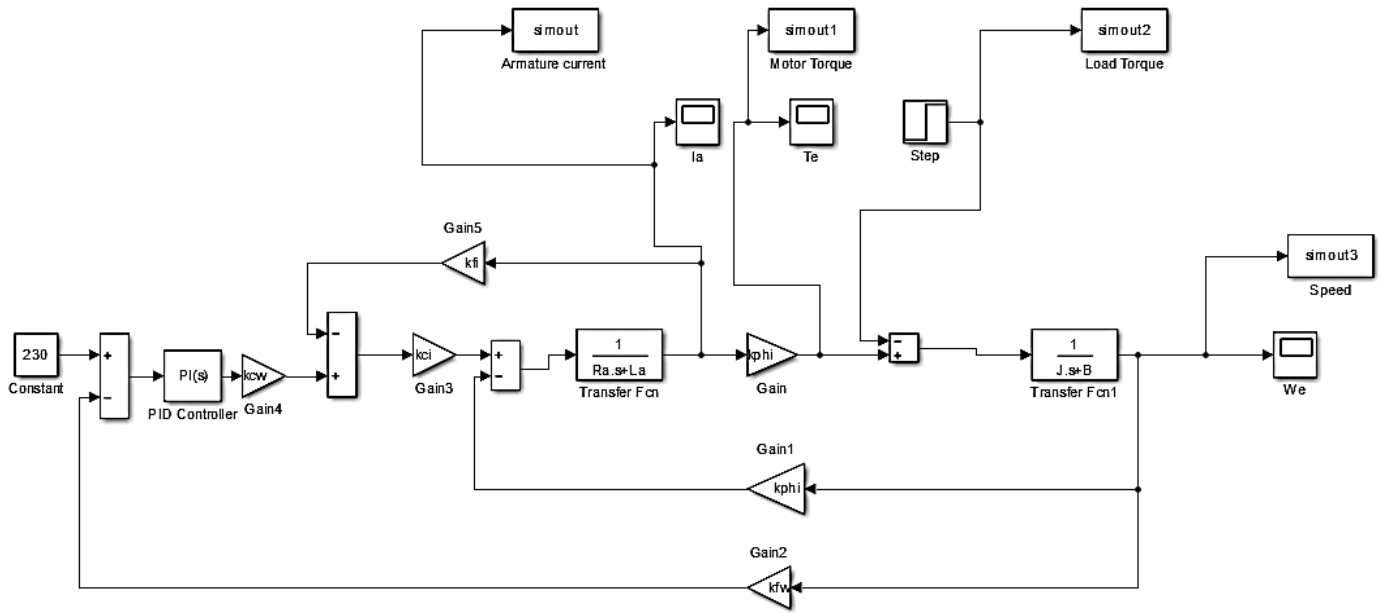 simout
Armature current
simout1
Motor Torque
simout2
Load Torque
Ia
Te
Step
Gain5
kfi
simout3
Speed
230
Constant
+
−
PI(s)
PID Controller
kcw
Gain4
−
+
kci
Gain3
+
−
1
Ra.s+La
Transfer Fcn
kphi
Gain
−
+
1
J.s+B
Transfer Fcn1
We
Gain1
kphi
Gain2
kfw